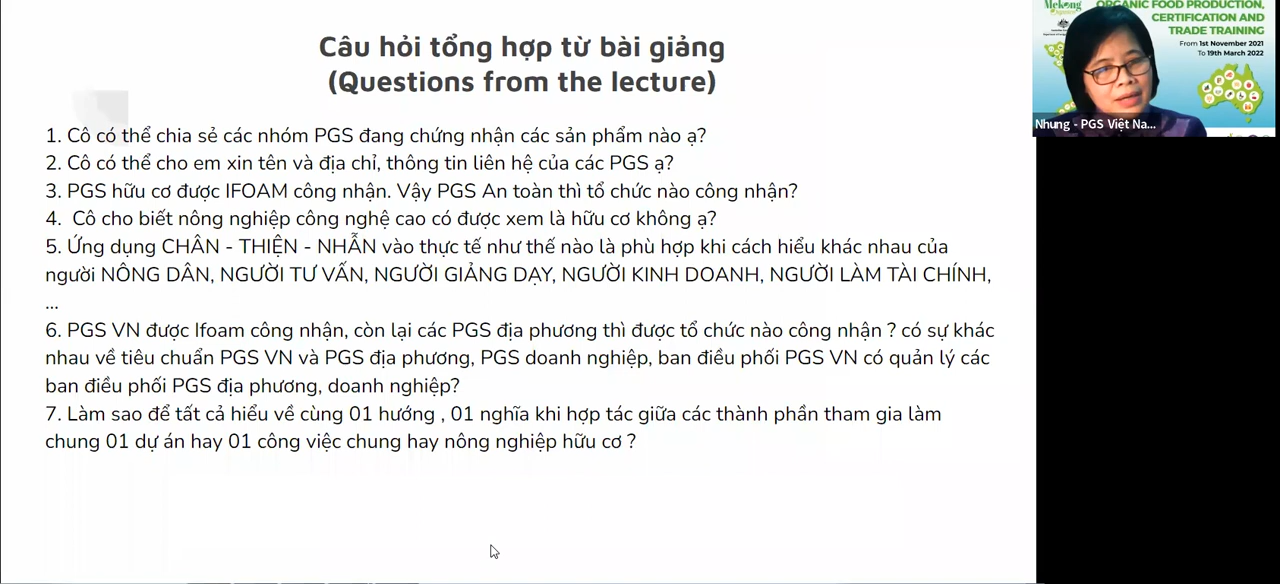 Câu hỏi tổng hợp từ bài giảng
(Questions from the lecture)
1. Cô có thể chia sẻ các nhóm PGS đang chứng nhận các sản phẩm nào ạ?
2. Cô có thể cho em xin tên và địa chỉ, thông tin liên hệ của các PGS ạ?
3. PGS hữu cơ được IFOAM công nhận. Vậy PGS An toàn thì tổ chức nào công nhận?
4. Cô cho biết nông nghiệp công nghệ cao có được xem là hữu cơ không ạ?
5. Ứng dụng CHÂN - THIỆN - NHẪN vào thực tế như thế nào là phù hợp khi cách hiểu khác nhau của
người NÔNG DÂN, NGƯỜI TƯ VẤN, NGƯỜI GIẢNG DẠY, NGƯỜI KINH DOANH, NGƯỜI LÀM TÀI CHÍNH,
...
6. PGS VN được Ifoam công nhận, còn lại các PGS địa phương thì được tổ chức nào công nhận ? có sự khác
nhau về tiêu chuẩn PGS VN và PGS địa phương, PGS doanh nghiệp, ban điều phối PGS VN có quản lý các
ban điều phối PGS địa phương, doanh nghiệp?
7. Làm sao để tất cả hiểu về cùng 01 hướng , 01 nghĩa khi hợp tác giữa các thành phần tham gia làm
chung 01 dự án hay 01 công việc chung hay nông nghiệp hữu cơ ?
Mekong
ORGANIC FOOD PRODUCTION,
CERTIFICATION AND
TRADE TRAINING
From 1st November 2021
To 19th March 2022
Nhung - PGS Việt Na...